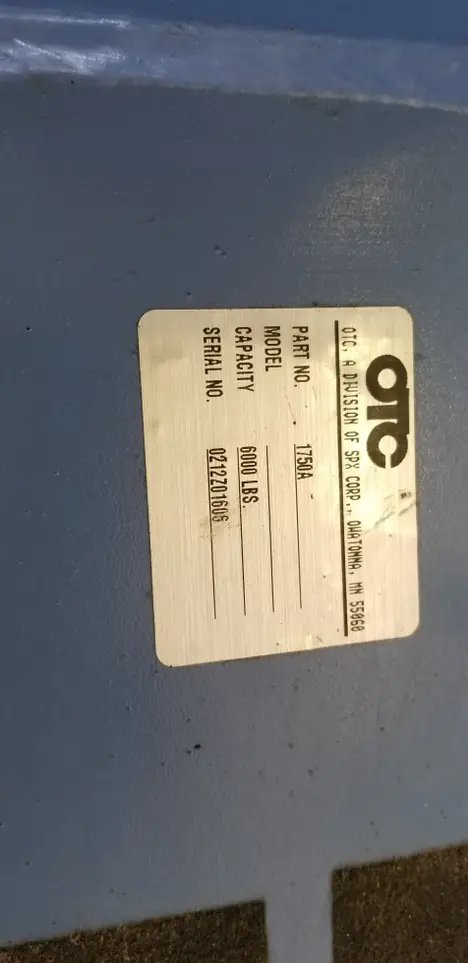 OTC
OTC, A DIVISION OF SPX CORP., OWATONNA, MN 55060
PART NO. 1750A
MODEL
CAPACITY 6000 LBS.
SERIAL NO. 0212Z01606